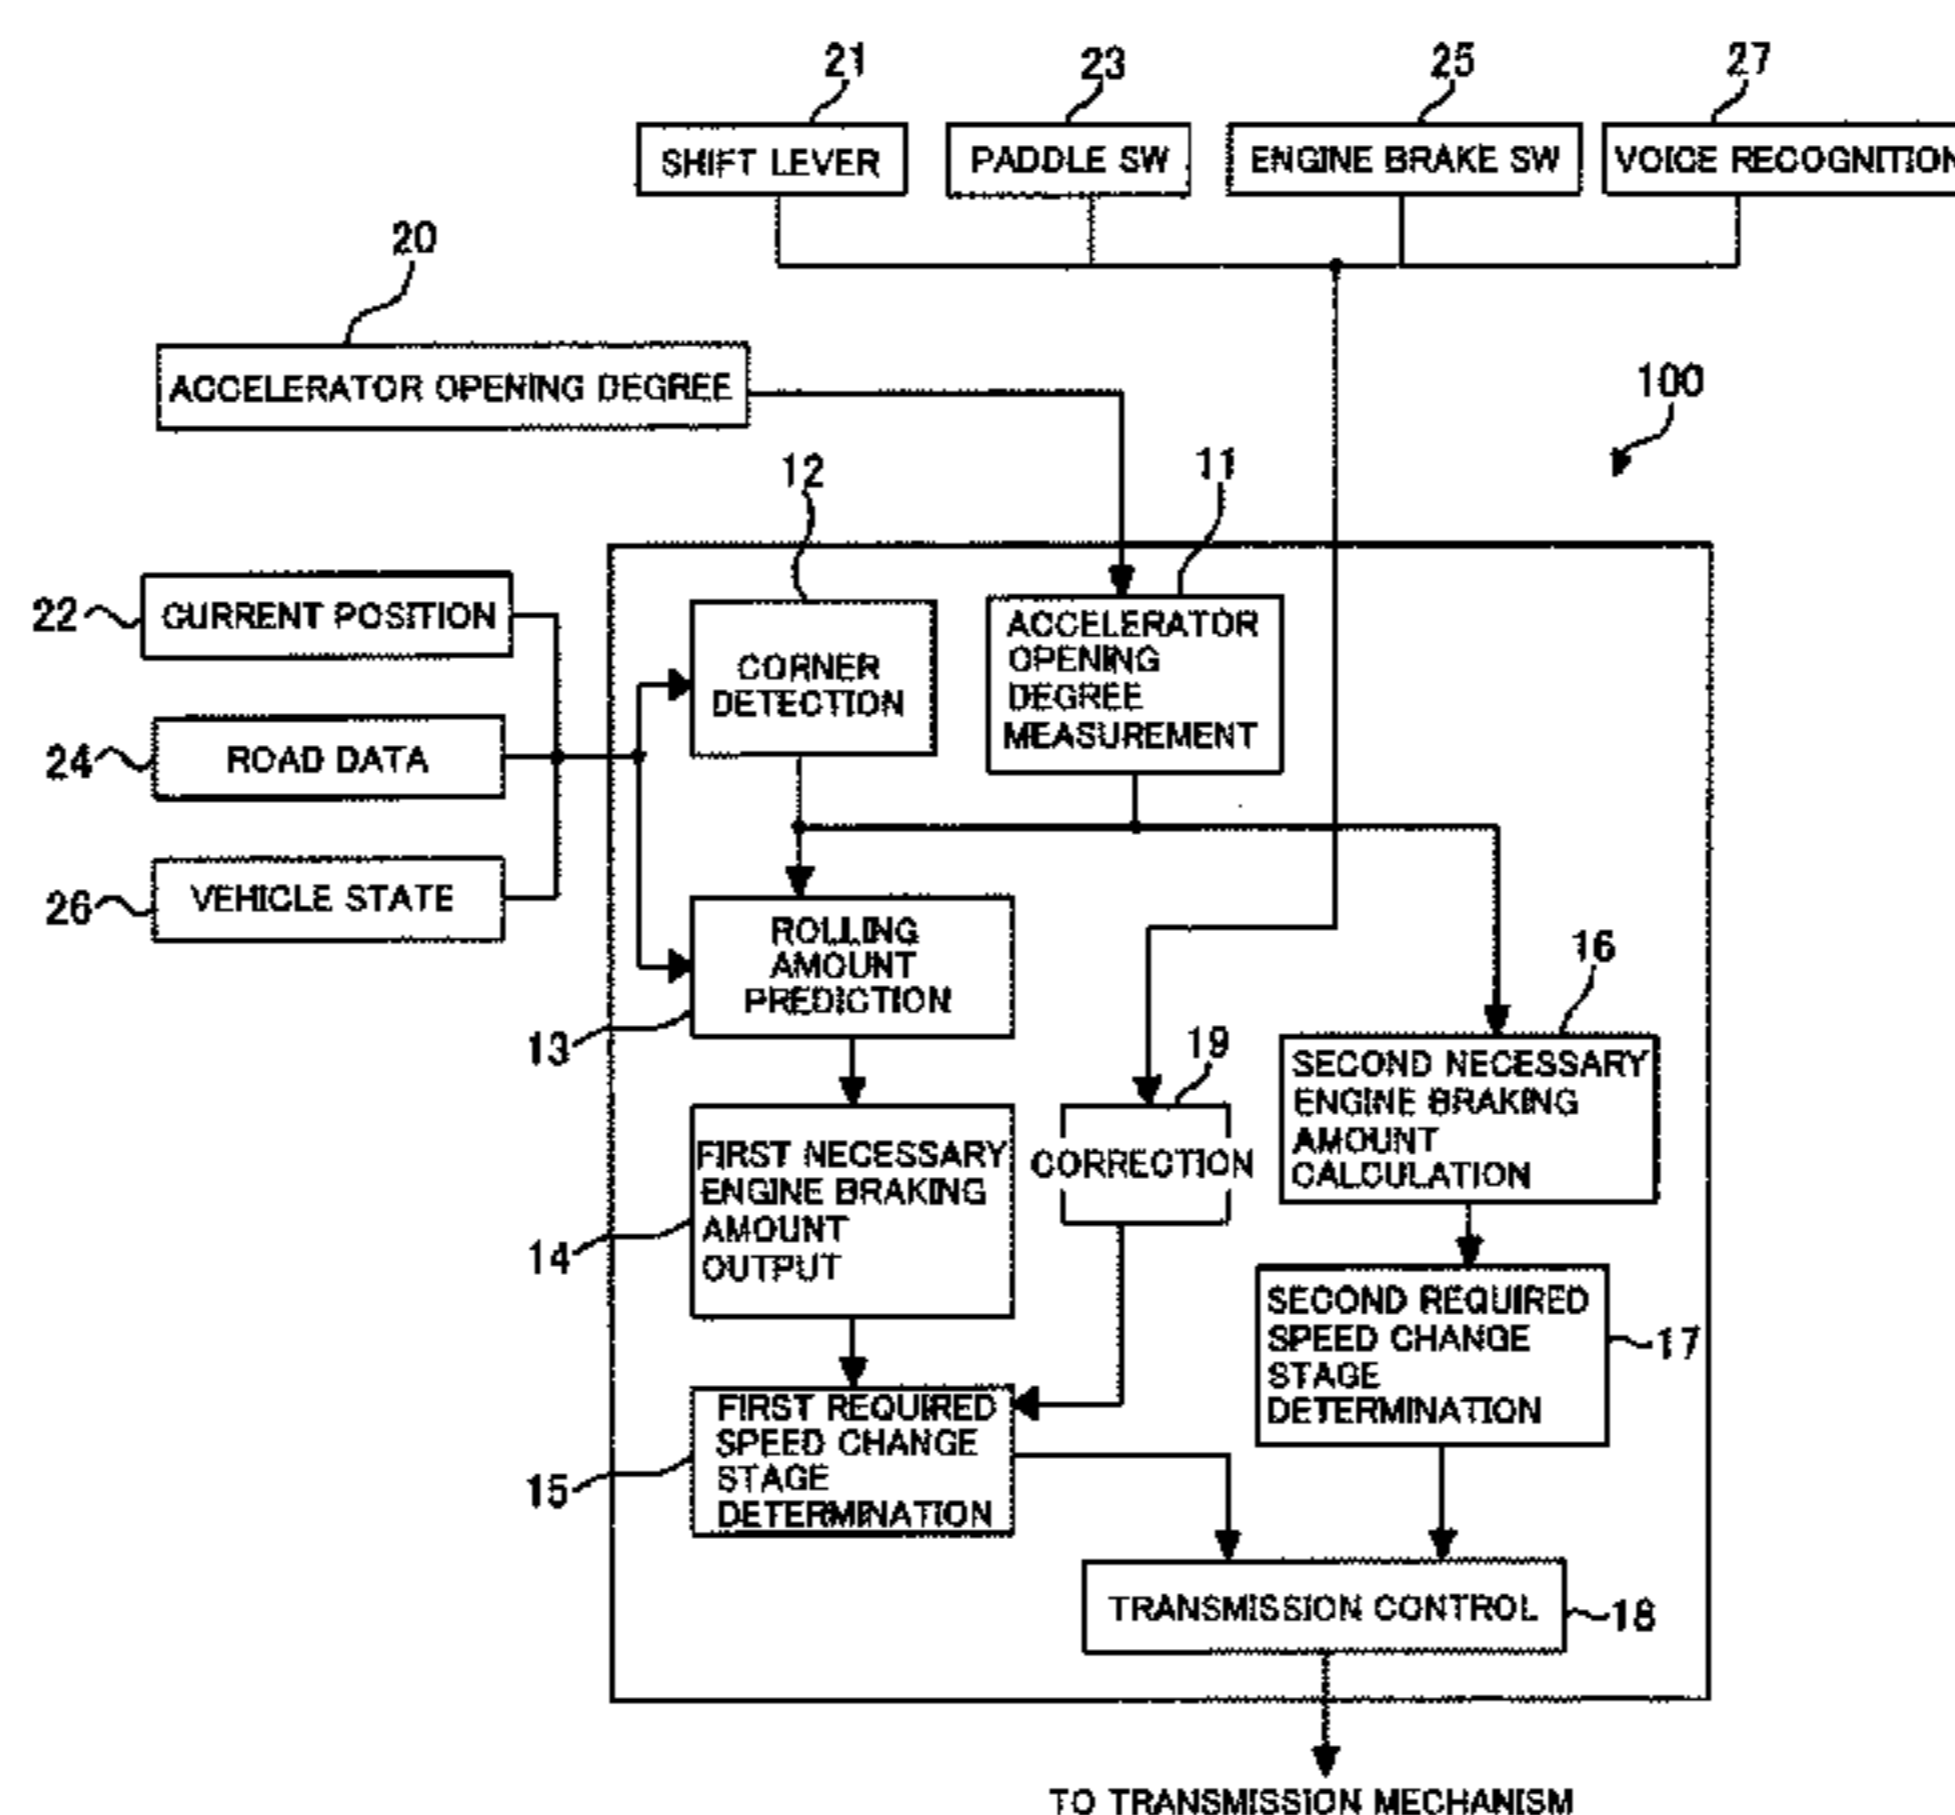 21
23
25
27
SHIFT LEVER
PADDLE SW
ENGINE BRAKE SW
VOICE RECOGNITION
20
ACCELERATOR OPENING DEGREE
100
12
11
22
CURRENT POSITION
CORNER
DETECTION
ACCELERATOR
OPENING
DEGREE
MEASUREMENT
24
ROAD DATA
26
VEHICLE STATE
ROLLING
AMOUNT
PREDICTION
13
16
19
SECOND NECESSARY
ENGINE BRAKING
AMOUNT
CALCULATION
FIRST NECESSARY
ENGINE BRAKING
AMOUNT
OUTPUT
14
CORRECTION
SECOND REQUIRED
SPEED CHANGE
STAGE
DETERMINATION
17
FIRST REQUIRED
SPEED CHANGE
STAGE
DETERMINATION
15
TRANSMISSION CONTROL
18
TO TRANSMISSION MECHANISM